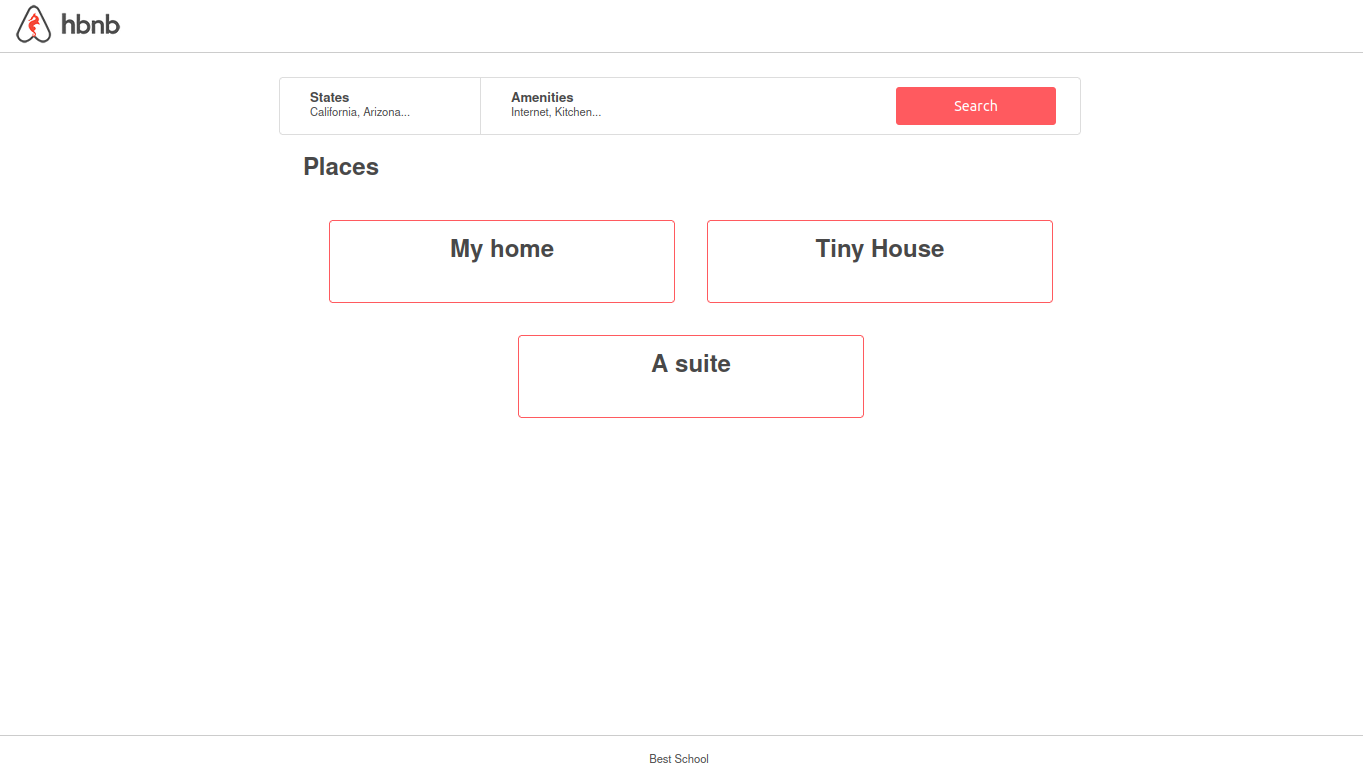 hbnb
States
California, Arizona...
Amenities
Internet, Kitchen...
Search
Places
My home
Tiny House
A suite
Best School